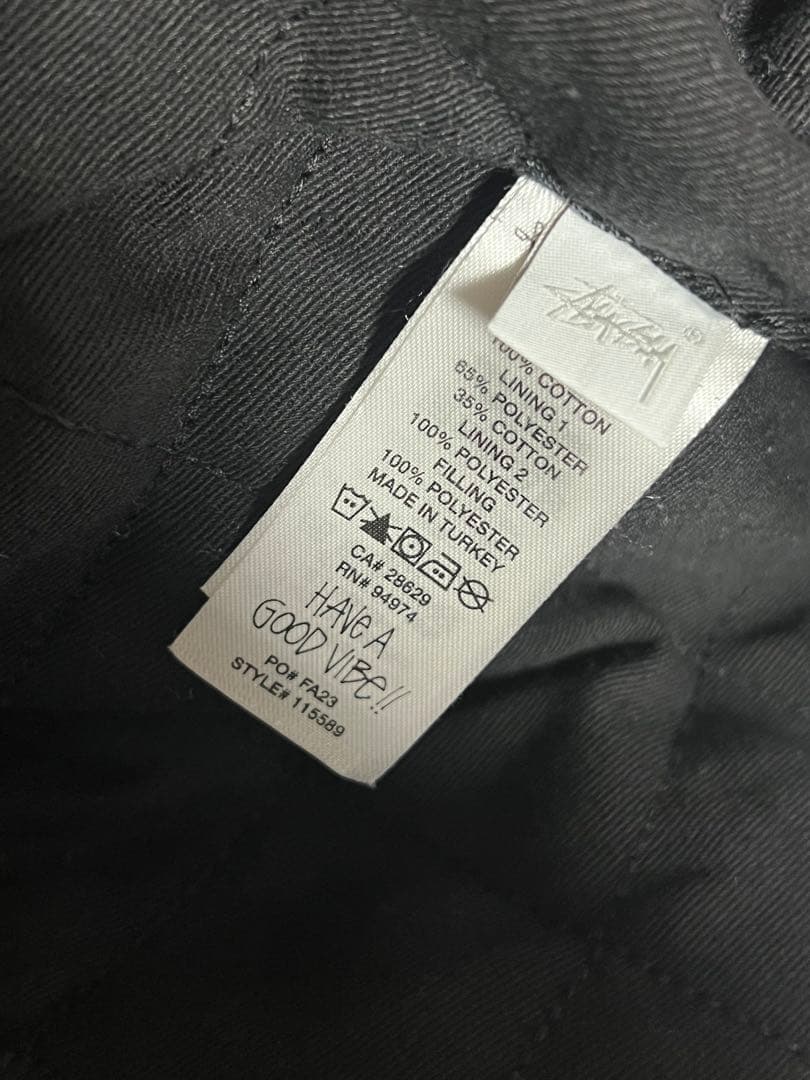 STÜSSY ®
100% COTTON
LINING 1
65% POLYESTER
35% COTTON
LINING 2
100% POLYESTER
FILLING
100% POLYESTER
MADE IN TURKEY
CA# 28629
RN# 94974
HAVE A
GOOD VIBE!!
PO# FA23
STYLE# 115589